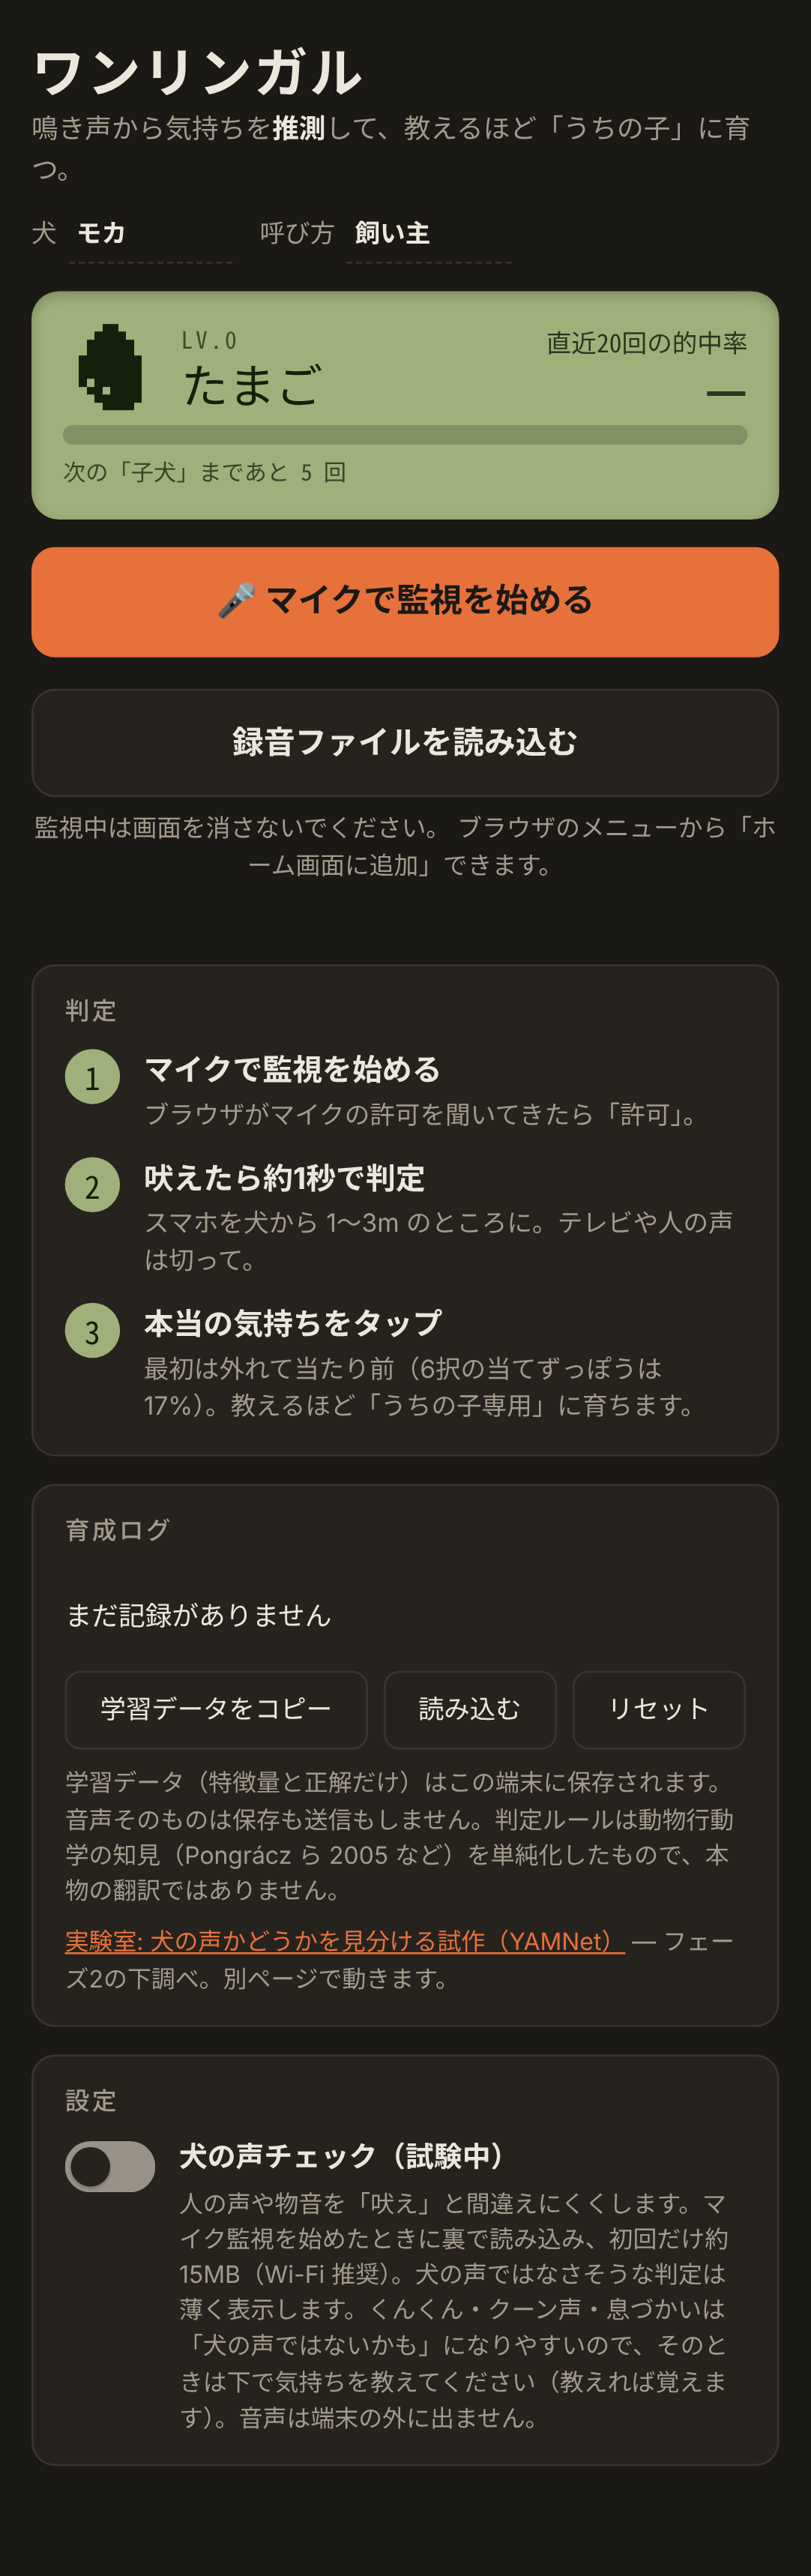 ワンリンガル
鳴き声から気持ちを推測して、教えるほど「うちの子」に育
つ。
犬 モカ 呼び方 飼い主
LV.0
たまご
直近20回の的中率
—
次の「子犬」まであと 5 回
🎤 マイクで監視を始める
録音ファイルを読み込む
監視中は画面を消さないでください。 ブラウザのメニューから「ホ
ーム画面に追加」できます。
判定
1 マイクで監視を始める
ブラウザがマイクの許可を聞いてきたら「許可」。
2 吠えたら約1秒で判定
スマホを犬から 1〜3m のところに。テレビや人の声
は切って。
3 本当の気持ちをタップ
最初は外れて当たり前（6択の当てずっぽうは
17%）。教えるほど「うちの子専用」に育ちます。
育成ログ
まだ記録がありません
学習データをコピー 読み込む リセット
学習データ（特徴量と正解だけ）はこの端末に保存されます。
音声そのものは保存も送信もしません。判定ルールは動物行動
学の知見（Pongrácz ら 2005 など）を単純化したもので、本
物の翻訳ではありません。
実験室: 犬の声かどうかを見分ける試作（YAMNet） — フェー
ズ2の下調べ。別ページで動きます。
設定
犬の声チェック（試験中）
人の声や物音を「吠え」と間違えにくくします。マ
イク監視を始めたときに裏で読み込み、初回だけ約
15MB（Wi-Fi 推奨）。犬の声ではなさそうな判定は
薄く表示します。くんくん・クーン声・息づかいは
「犬の声ではないかも」になりやすいので、そのと
きは下で気持ちを教えてください（教えれば覚えま
す）。音声は端末の外に出ません。